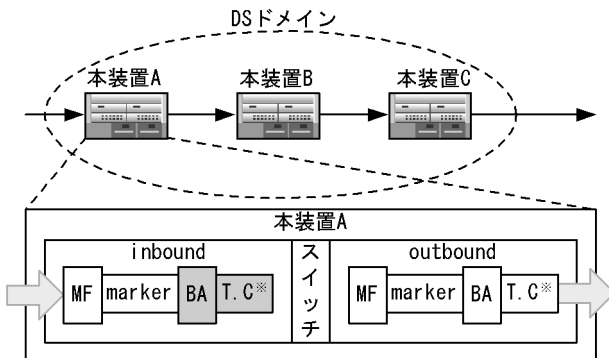 DSドメイン
本装置A 本装置B 本装置C
本装置A
inbound
MF marker BA T.C※
スイッチ
outbound
MF marker BA T.C※